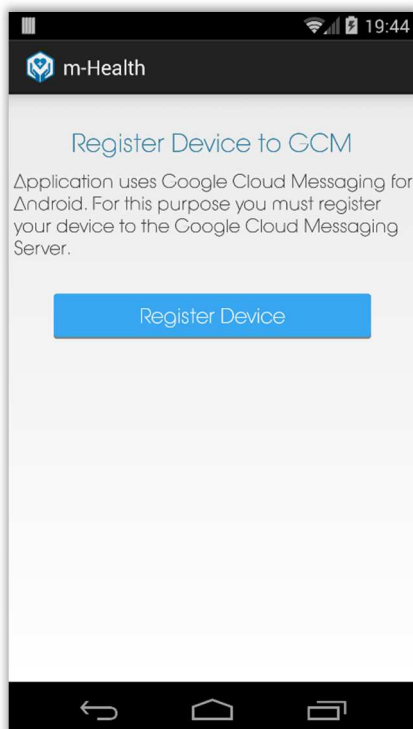 19:44
m-Health
Register Device to GCM
Application uses Google Cloud Messaging for
Android. For this purpose you must register
your device to the Google Cloud Messaging
Server.
Register Device